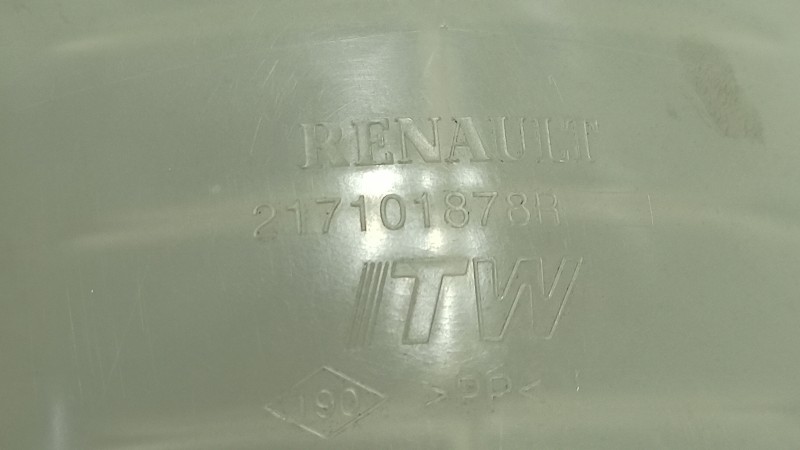 RENAULT
217101878R
ITW
190 >PP<